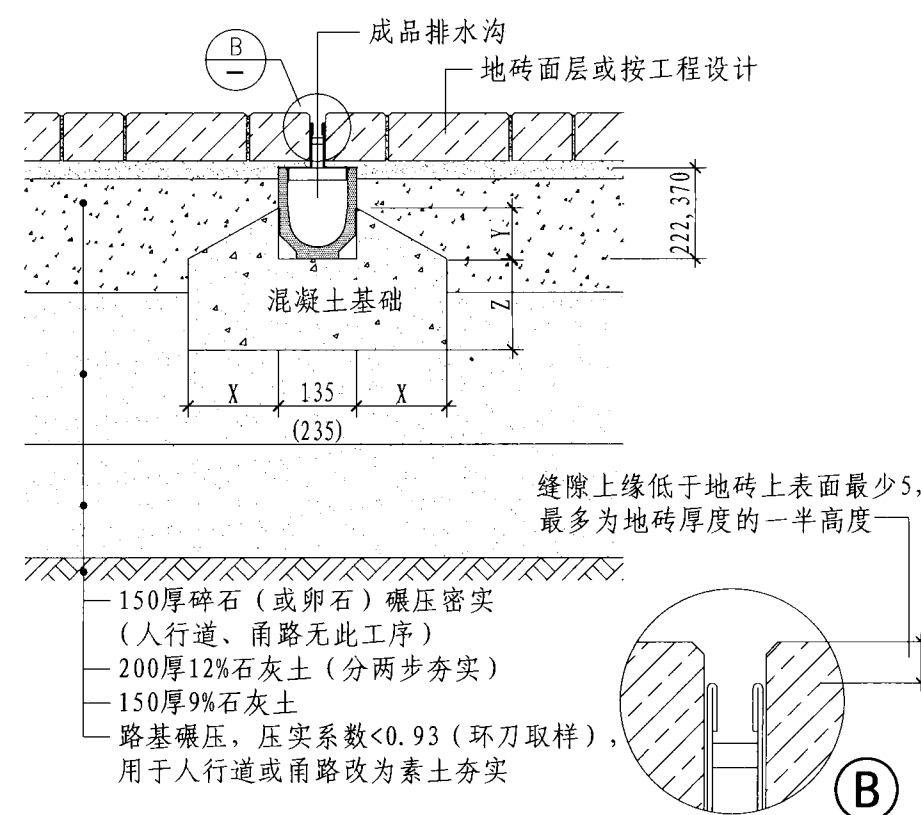 成品排水沟
B
—
地砖面层或按工程设计
222,370
Y
混凝土基础
Z
X
135
X
(235)
缝隙上缘低于地砖上表面最少5,
最多为地砖厚度的一半高度
150厚碎石（或卵石）碾压密实
（人行道、甬路无此工序）
200厚12%石灰土（分两步夯实）
150厚9%石灰土
路基碾压，压实系数<0.93（环刀取样），
用于人行道或甬路改为素土夯实
B